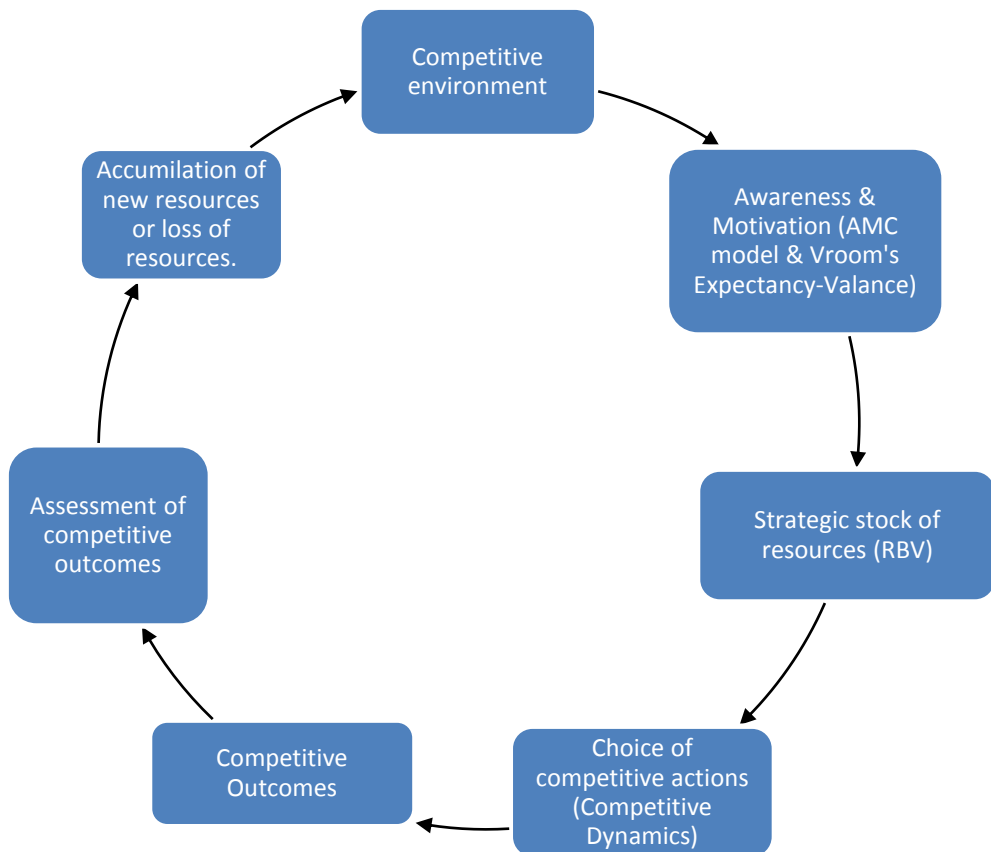 Competitive
environment
Awareness &
Motivation (AMC
model & Vroom's
Expectancy-Valance)
Strategic stock of
resources (RBV)
Choice of
competitive actions
(Competitive
Dynamics)
Competitive
Outcomes
Assessment of
competitive
outcomes
Accumilation of
new resources
or loss of
resources.